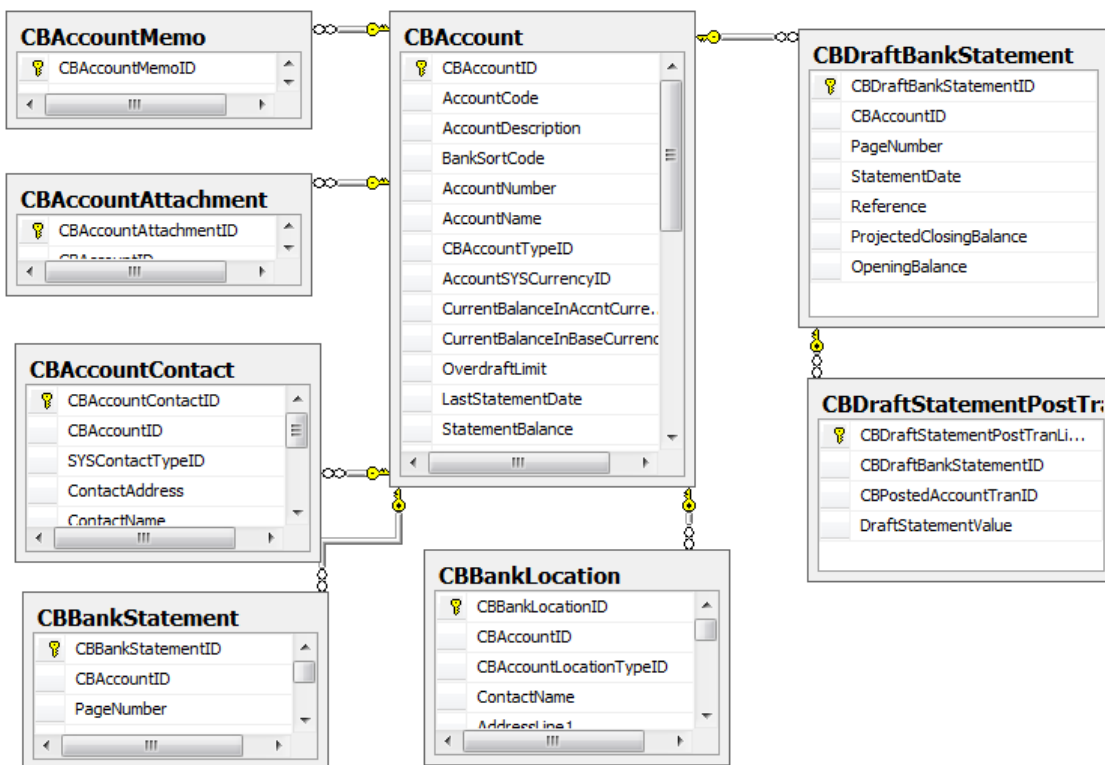 CBAccountMemo
CBAccountMemoID
CBAccountAttachment
CBAccountAttachmentID
CBAccountID
CBAccountContact
CBAccountContactID
CBAccountID
SYSContactTypeID
ContactAddress
ContactName
CBBankStatement
CBBankStatementID
CBAccountID
PageNumber
CBAccount
CBAccountID
AccountCode
AccountDescription
BankSortCode
AccountNumber
AccountName
CBAccountTypeID
AccountSYSCurrencyID
CurrentBalanceInAccntCurre..
CurrentBalanceInBaseCurrenc
OverdraftLimit
LastStatementDate
StatementBalance
CBBankLocation
CBBankLocationID
CBAccountID
CBAccountLocationTypeID
ContactName
AddressLine1
CBDraftBankStatement
CBDraftBankStatementID
CBAccountID
PageNumber
StatementDate
Reference
ProjectedClosingBalance
OpeningBalance
CBDraftStatementPostTra
CBDraftStatementPostTranLi...
CBDraftBankStatementID
CBPostedAccountTranID
DraftStatementValue